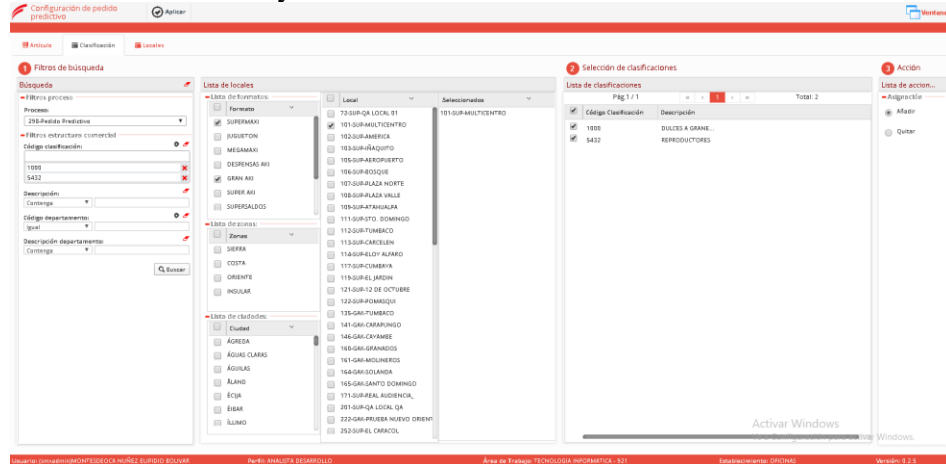 Configuración de pedido predictivo
Aplicar
Ventana
Artículo
Clasificación
Locales
1 Filtros de búsqueda
2 Selección de clasificaciones
3 Acción
Búsqueda
Filtros proceso
Proceso:
298-Pedido Predictivo
Filtros estructura comercial
Código clasificación:
1000
5432
Descripción:
Contenga
Código departamento:
Igual
Descripción departamento:
Contenga
Buscar
Lista de locales
Lista de formatos
Formato
SUPERMAXI
JUGUETON
MEGAMAXI
DESPENSAS AKI
GRAN AKI
SUPER AKI
SUPERSALDOS
Lista de zonas
Zonas
SIERRA
COSTA
ORIENTE
INSULAR
Lista de ciudades
Ciudad
ÁGREDA
ÁGUAS CLARAS
ÁGUILAS
ÅLAND
ÉCIJA
ÉIBAR
ÍLLIMO
Local
Seleccionados
72-SUP-QA LOCAL 01
101-SUP-MULTICENTRO
101-SUP-MULTICENTRO
102-SUP-AMERICA
103-SUP-IÑAQUITO
105-SUP-AEROPUERTO
106-SUP-BOSQUE
107-SUP-PLAZA NORTE
108-SUP-PLAZA VALLE
109-SUP-ATAHUALPA
111-SUP-STO. DOMINGO
112-SUP-TUMBACO
113-SUP-CARCELEN
114-SUP-ELOY ALFARO
117-SUP-CUMBAYA
119-SUP-EL JARDIN
121-SUP-12 DE OCTUBRE
122-SUP-POMASQUI
135-GAK-TUMBACO
141-GAK-CARAPUNGO
146-GAK-CAYAMBE
160-GAK-GRANADOS
161-GAK-MOLINEROS
164-GAK-SOLANDA
165-GAK-SANTO DOMINGO
171-SUP-REAL AUDIENCIA_
201-SUP-QA LOCAL QA
222-GAK-PRUEBA NUEVO ORIENT
252-SUP-EL CARACOL
Lista de clasificaciones
Pág.1 / 1
1
Total: 2
Código Clasificación Descripción
1000 DULCES A GRANE...
5432 REPRODUCTORES
Lista de accion...
Asignación
Añadir
Quitar
Activar Windows
Windows.
Usuario: (smxadmin)MONTESDEOCA NUÑEZ EUPIDIO BOLIVAR
Perfil: ANALISTA DESARROLLO
Área de Trabajo: TECNOLOGÍA INFORMATICA - 921
Establecimiento: OFICINAS
Versión: 0.2.5